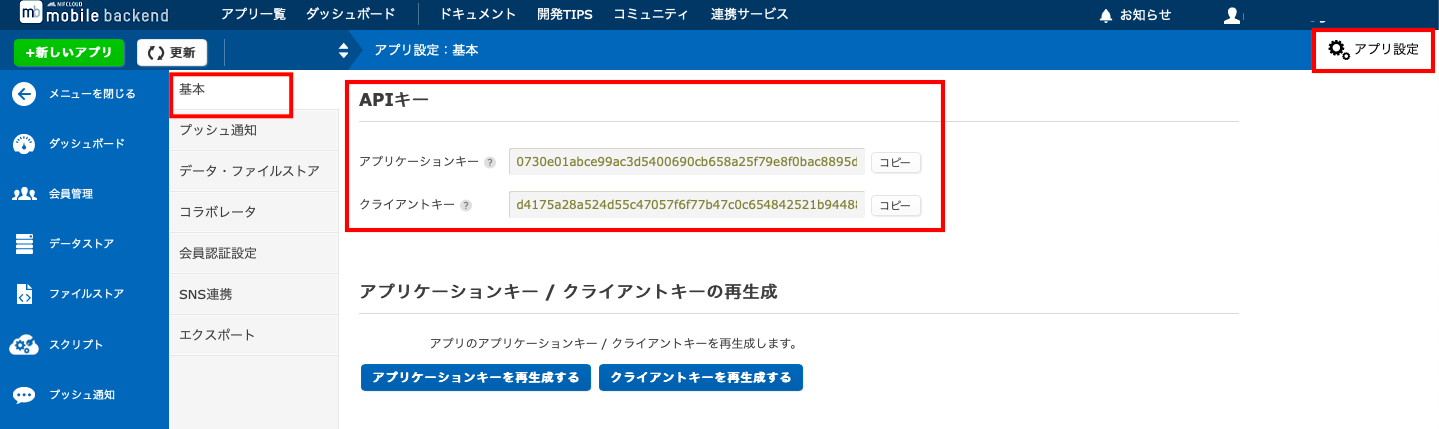 NIFCLOUD
mb mobile backend アプリ一覧 ダッシュボード ドキュメント 開発TIPS コミュニティ 連携サービス お知らせ
+新しいアプリ 更新 アプリ設定：基本 アプリ設定
メニューを閉じる
ダッシュボード
会員管理
データストア
ファイルストア
スクリプト
プッシュ通知
基本
プッシュ通知
データ・ファイルストア
コラボレータ
会員認証設定
SNS連携
エクスポート
APIキー
アプリケーションキー ? 0730e01abce99ac3d5400690cb658a25f79e8f0bac8895d コピー
クライアントキー ? d4175a28a524d55c47057f6f77b47c0c654842521b9448 コピー
アプリケーションキー / クライアントキーの再生成
アプリのアプリケーションキー / クライアントキーを再生成します。
アプリケーションキーを再生成する クライアントキーを再生成する